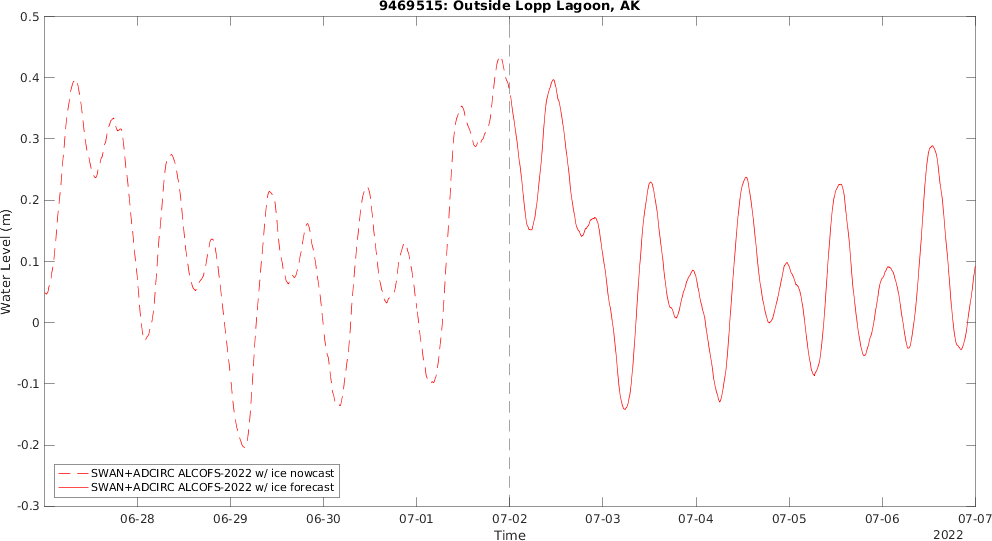 9469515: Outside Lopp Lagoon, AK
0.5
0.4
0.3
0.2
0.1
0
-0.1
-0.2
-0.3
Water Level (m)
SWAN+ADCIRC ALCOFS-2022 w/ ice nowcast
SWAN+ADCIRC ALCOFS-2022 w/ ice forecast
06-28 06-29 06-30 07-01 07-02 07-03 07-04 07-05 07-06 07-07
Time
2022